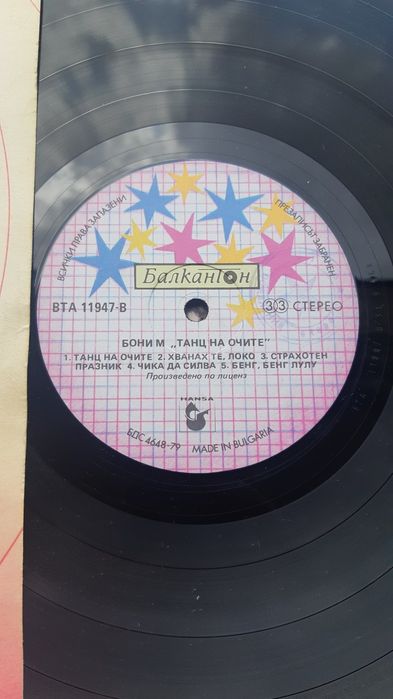 ВСИЧКИ ПРАВА ЗАПАЗЕНИ
ПРЕЗАПИСЪТ ЗАБРАНЕН
Балкантон
ВТА 11947-В
33 СТЕРЕО
БОНИ М „ТАНЦ НА ОЧИТЕ"
1. ТАНЦ НА ОЧИТЕ 2. ХВАНАХ ТЕ, ЛОКО 3. СТРАХОТЕН
ПРАЗНИК 4. ЧИКА ДА СИЛВА 5. БЕНГ, БЕНГ ЛУЛУ
Произведено по лиценз
HANSA
БДС 4648-79 MADE IN BULGARIA